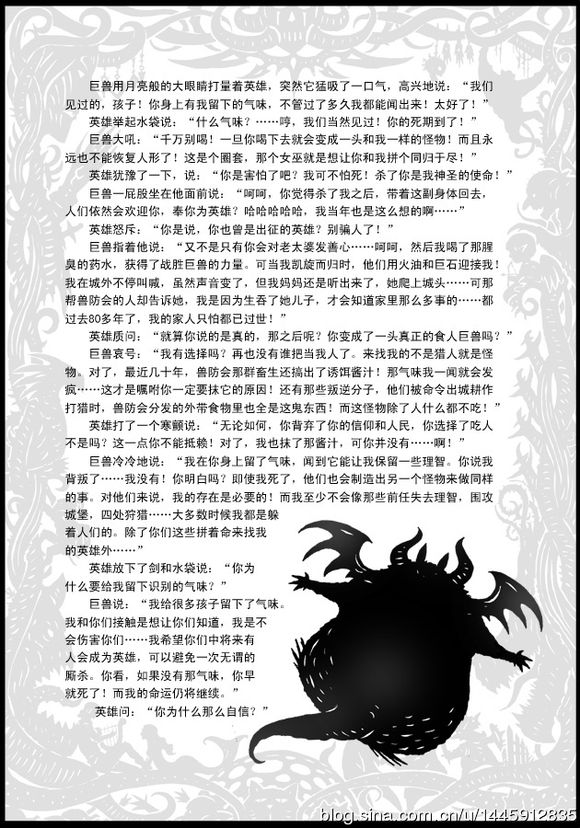 巨兽用月亮般的大眼睛打量着英雄，突然它猛吸了一口气，高兴地说：“我们
见过的，孩子！你身上有我留下的气味，不管过了多久我都能闻出来！太好了！”
英雄举起水袋说：“什么气味？……哼，我们当然见过！你的死期到了！”
巨兽大吼：“千万别喝！一旦你喝下去就会变成一头和我一样的怪物！而且永
远也不能恢复人形了！这是个圈套，那个女巫就是想让你和我拼个同归于尽！”
英雄犹豫了一下，说：“你是害怕了吧？我可不怕死！杀了你是我神圣的使命！”
巨兽一屁股坐在他面前说：“呵呵，你觉得杀了我之后，带着这副身体回去，
人们依然会欢迎你，奉你为英雄？哈哈哈哈哈，我当年也是这么想的啊……”
英雄怒斥：“你是说，你也曾是出征的英雄？别骗人了！”
巨兽指着他说：“又不是只有你会对老太婆发善心……呵呵，然后我喝了那腥
臭的药水，获得了战胜巨兽的力量。可当我凯旋而归时，他们用火油和巨石迎接我！
我在城外不停叫喊，虽然声音变了，但我妈妈还是听出来了，她爬上城头……可那
帮兽防会的人却告诉她，我是因为生吞了她儿子，才会知道家里那么多事的……都
过去80多年了，我的家人只怕都已过世！”
英雄质问：“就算你说的是真的，那之后呢？你变成了一头真正的食人巨兽吗？”
巨兽哀号：“我有选择吗？再也没有谁把当我人了。来找我的不是猎人就是怪
物。对了，最近几十年，兽防会那群畜生还搞出了诱饵酱汁！那气味我一闻就会发
疯……这才是嘱咐你一定要抹它的原因！还有那些叛逆分子，他们被命令出城耕作
打猎时，兽防会分发的外带食物里也全是这鬼东西！而这怪物除了人什么都不吃！”
英雄打了一个寒颤说：“无论如何，你背弃了你的信仰和人民，你选择了吃人
不是吗？这一点你不能抵赖！对了，我也抹了那酱汁，可你并没有……啊！”
巨兽冷冷地说：“我在你身上留了气味，闻到它能让我保留一些理智。你说我
背叛了……我没有！你明白吗？即使我死了，他们也会制造出另一个怪物来做同样
的事。对他们来说，我的存在是必要的！而我至少不会像那些前任失去理智，围攻
城堡，四处狩猎……大多数时候我都是躲
着人们的。除了你们这些拼着命来找我
的英雄外……”
英雄放下了剑和水袋说：“你为
什么要给我留下识别的气味？”
巨兽说：“我给很多孩子留下了气味。
我和你们接触是想让你们知道，我是不
会伤害你们……我希望你们中将来有
人会成为英雄，可以避免一次无谓的
厮杀。你看，如果没有那气味，你早
就死了！而我的命运仍将继续。”
英雄问：“你为什么那么自信？”
blog.sina.com.cn/u/1445912835